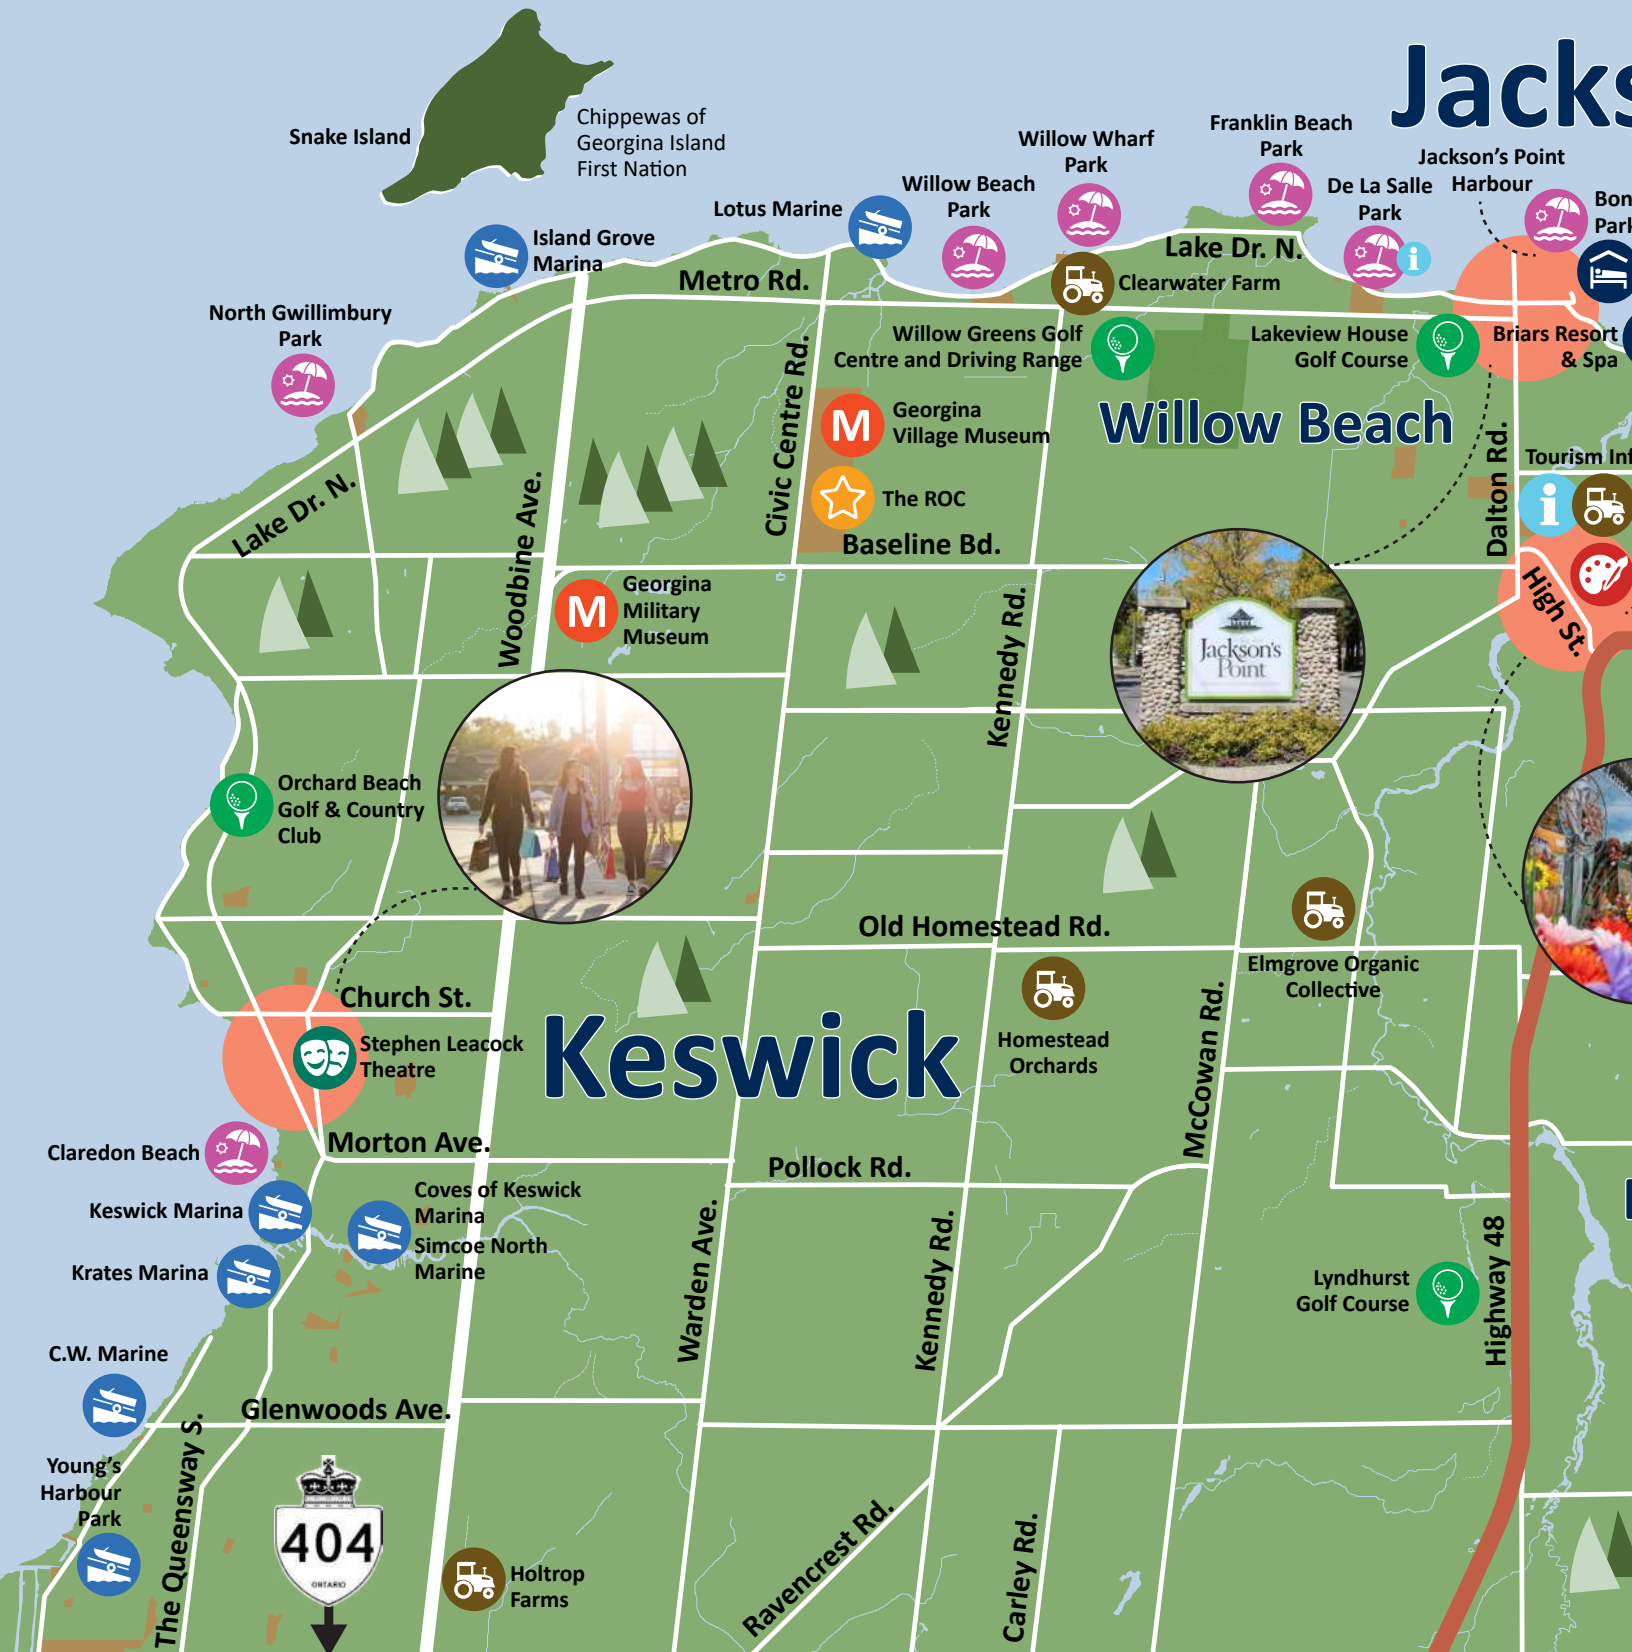 Jacks
Snake Island
Chippewas of
Georgina Island
First Nation
Willow Wharf
Park
Franklin Beach
Park
Jackson's Point
Harbour
Willow Beach
Park
De La Salle
Park
Lotus Marine
Island Grove
Marina
Lake Dr. N.
i
Metro Rd.
Clearwater Farm
North Gwillimbury
Park
Willow Greens Golf
Centre and Driving Range
Lakeview House
Golf Course
Briars Resort
& Spa
Civic Centre Rd.
M
Georgina
Village Museum
Willow Beach
Dalton Rd.
Lake Dr. N.
Woodbine Ave.
The ROC
i
Baseline Bd.
M
Georgina
Military
Museum
High St.
Kennedy Rd.
Jackson's
Point
Orchard Beach
Golf & Country
Club
Old Homestead Rd.
Elmgrove Organic
Collective
Church St.
Keswick
Homestead
Orchards
McCowan Rd.
Stephen Leacock
Theatre
Morton Ave.
Claredon Beach
Pollock Rd.
Keswick Marina
Coves of Keswick
Marina
Simcoe North
Marine
Krates Marina
Warden Ave.
Kennedy Rd.
Highway 48
Lyndhurst
Golf Course
C.W. Marine
Glenwoods Ave.
The Queensway S.
Young's
Harbour
Park
404
ONTARIO
Holtrop
Farms
Ravencrest Rd.
Carley Rd.